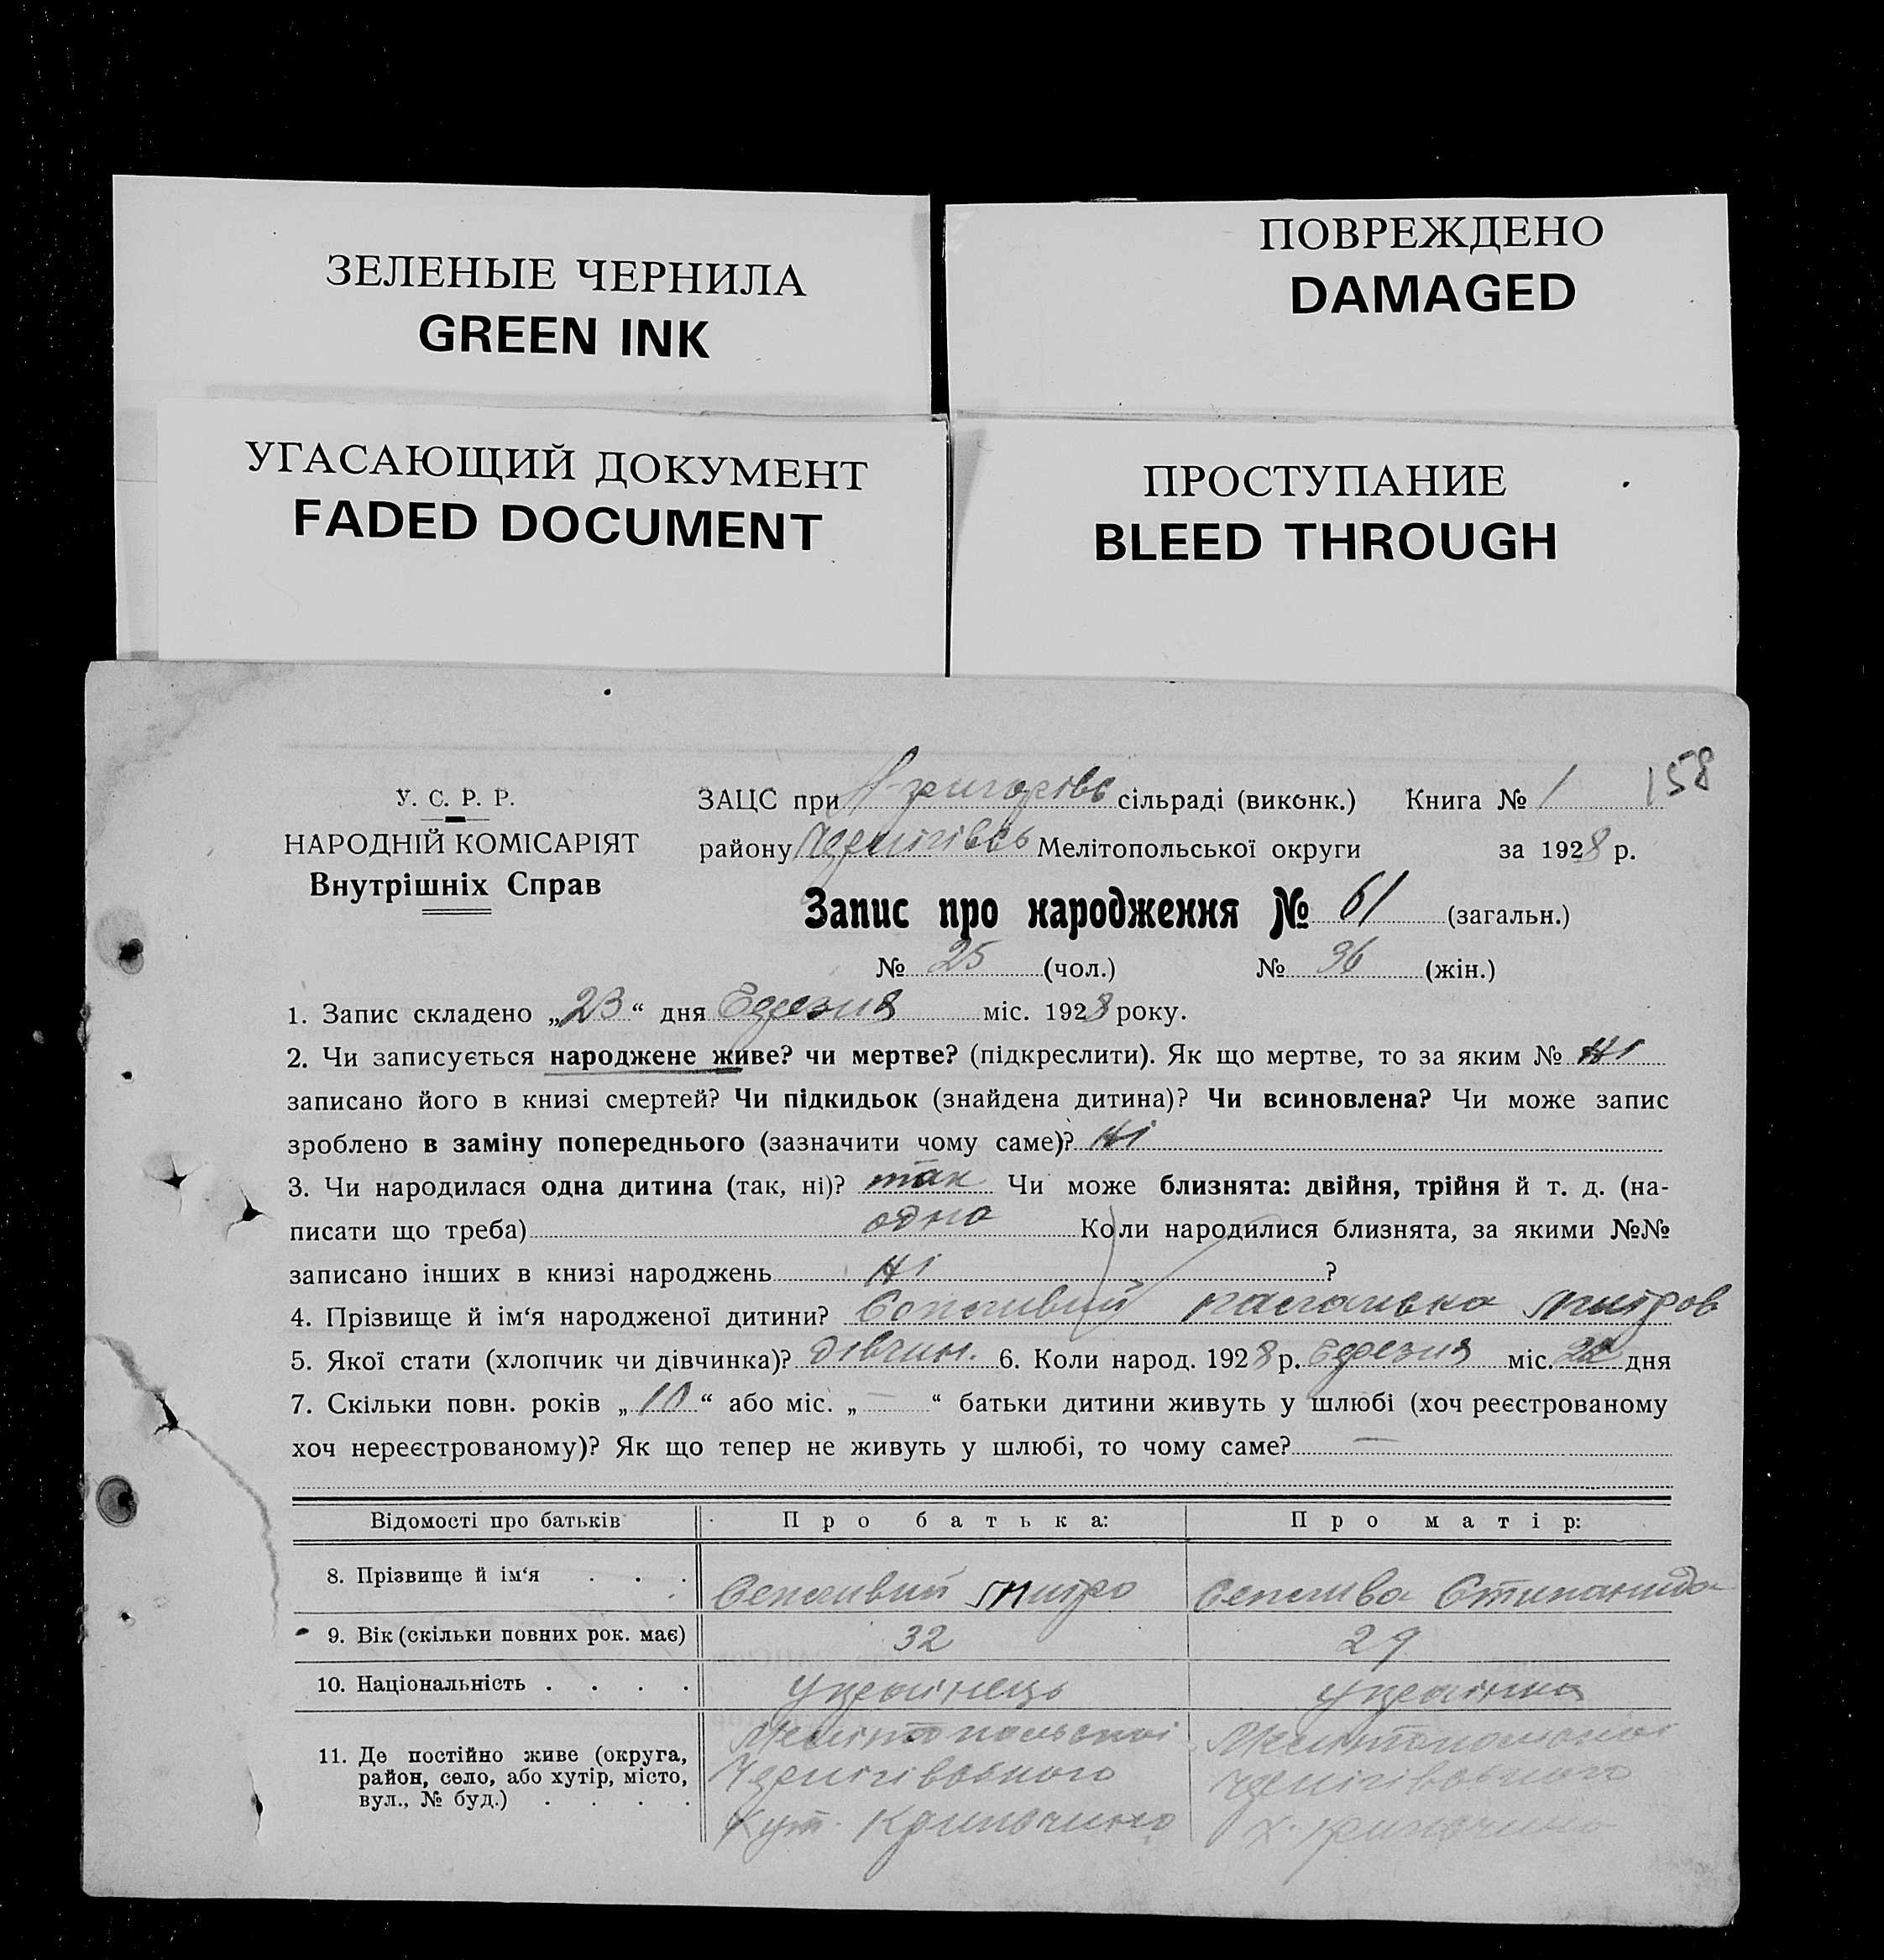 ЗЕЛЕНЫЕ ЧЕРНИЛА
GREEN INK
ПОВРЕЖДЕНО
DAMAGED
УГАСАЮЩИЙ ДОКУМЕНТ
FADED DOCUMENT
ПРОСТУПАНИЕ
BLEED THROUGH
У. С. Р. Р.
НАРОДНІЙ КОМІСАРІЯТ
Внутрішніх Справ
158
ЗАЦС при сільраді (виконк.) Книга № 1
району Чернігівсь Мелітопольської округи за 1928 р.
Запис про народження № 61 (загальн.)
№ 25 (чол.) № 36 (жін.)
1. Запис складено „23“ дня міс. 1928 року.
2. Чи записується народжене живе? чи мертве? (підкреслити). Як що мертве, то за яким № Ні
записано його в книзі смертей? Чи підкидьок (знайдена дитина)? Чи всиновлена? Чи може запис
зроблено в заміну попереднього (зазначити чому саме)? Ні
3. Чи народилася одна дитина (так, ні)? так Чи може близнята: двійня, трійня й т. д. (на-
писати що треба) одна Коли народилися близнята, за якими №№
записано інших в книзі народжень Ні ?
4. Прізвище й ім‘я народженої дитини?
5. Якої стати (хлопчик чи дівчинка)? дівчин. 6. Коли народ. 1928 р. міс. 22 дня
7. Скільки повн. років „10“ або міс. „—“ батьки дитини живуть у шлюбі (хоч реєстрованому
хоч нереєстрованому)? Як що тепер не живуть у шлюбі, то чому саме? —
Відомості про батьків Про батька: Про матір:
8. Прізвище й ім‘я . . . Дмитро
9. Вік (скільки повних рок. має) 32 29
10. Національність . . . . Українець Українка
11. Де постійно живе (округа, Мелітопольської Мелітопольської
район, село, або хутір, місто, Чернігівського Чернігівського
вул., № буд.) . . . . Хут. х.